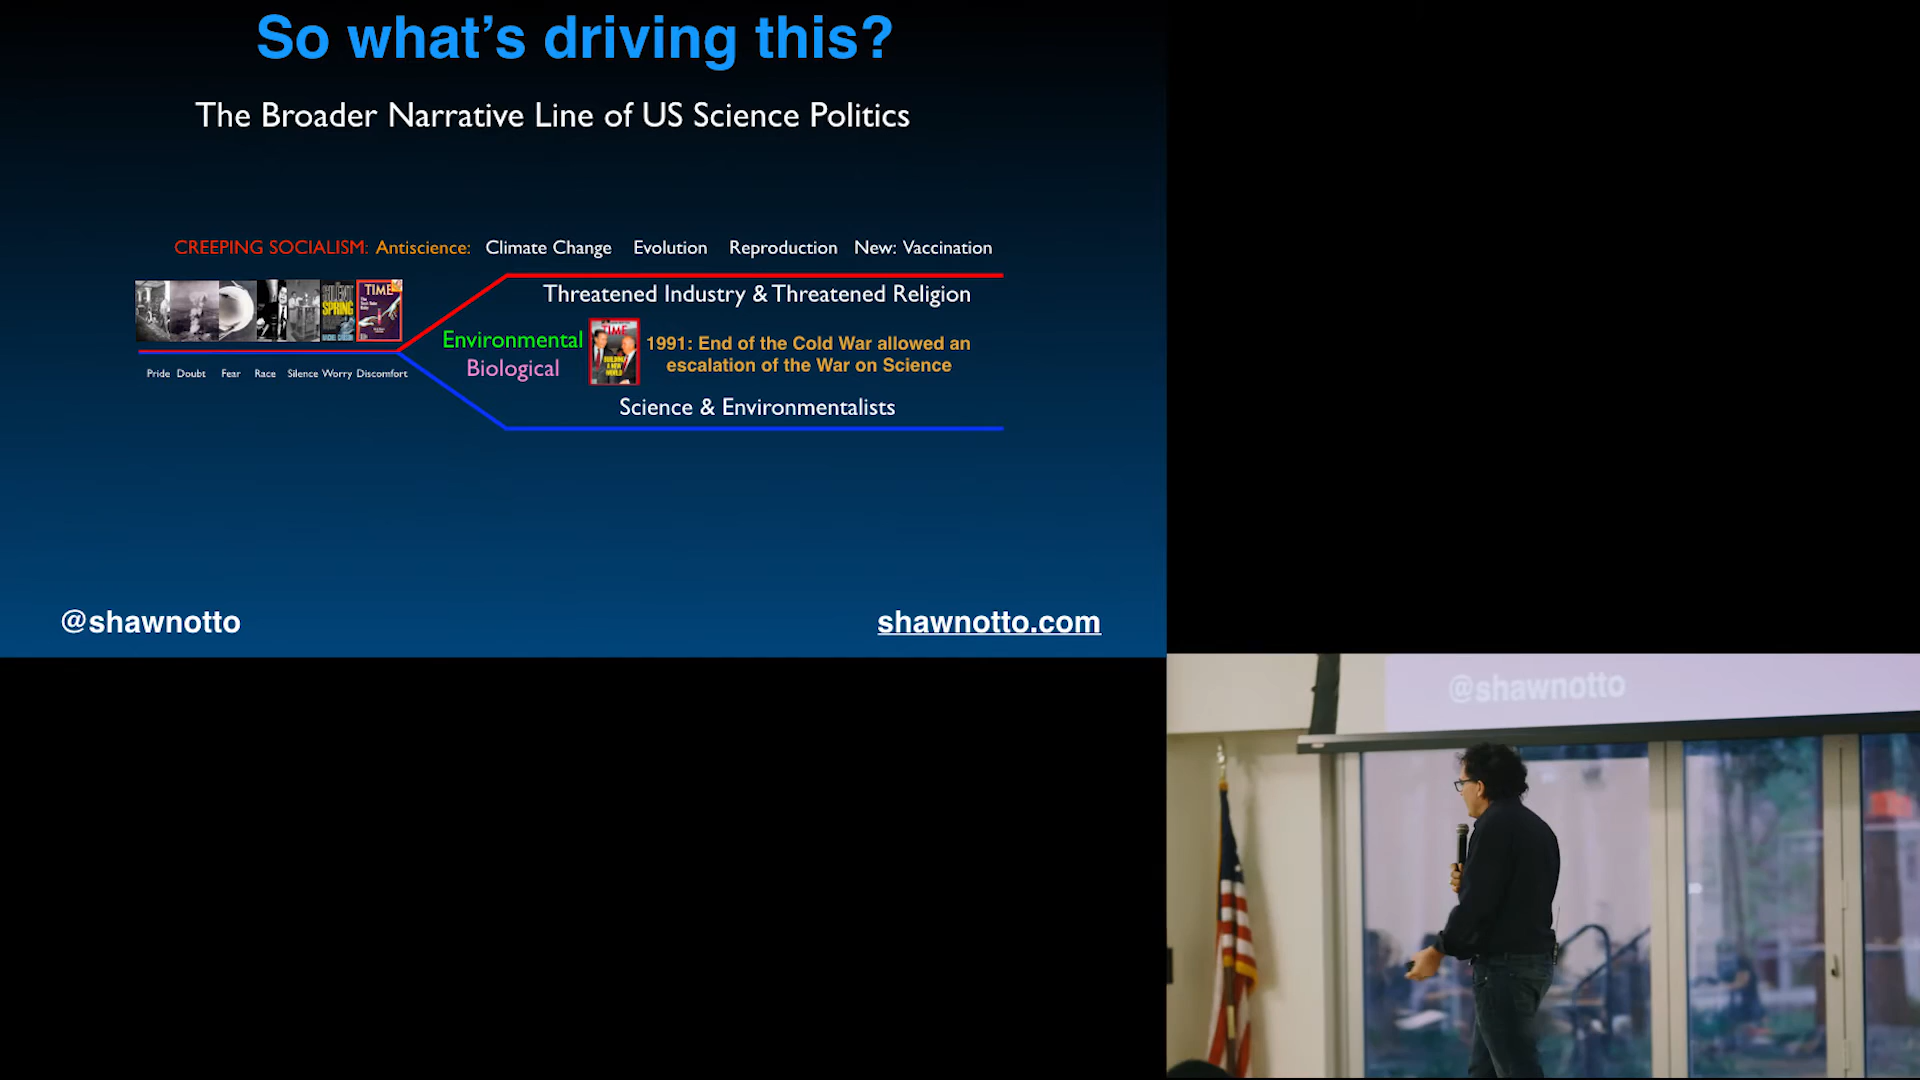 So what's driving this?
The Broader Narrative Line of US Science Politics
CREEPING SOCIALISM: Antiscience: Climate Change Evolution Reproduction New: Vaccination
Threatened Industry & Threatened Religion
SILENT
SPRING
TIME
Environmental
Biological
TIME
1991: End of the Cold War allowed an
escalation of the War on Science
Pride Doubt Fear Race Silence Worry Discomfort
Science & Environmentalists
@shawnotto
shawnotto.com
@shawnotto